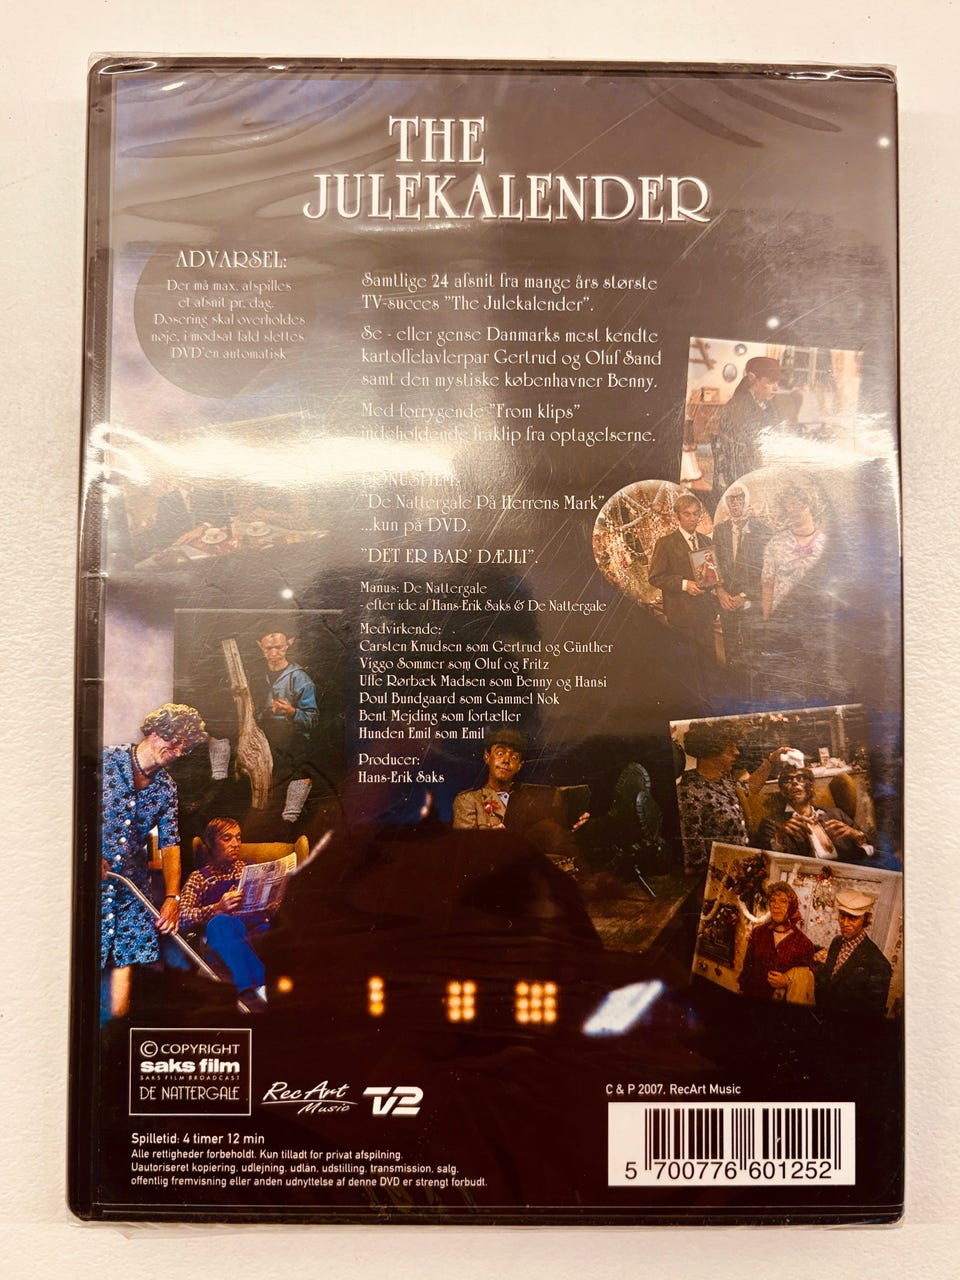 THE
JULEKALENDER
ADVARSEL:
Der må max. afspilles
et afsnit pr. dag.
Dosering skal overholdes
nøje, i modsat fald slettes
DVD'en automatisk
Samtlige 24 afsnit fra mange års største
TV-succes "The Julekalender".
Se - eller gense Danmarks mest kendte
kartoffelavlerpar Gertrud og Oluf Sand
samt den mystiske københavner Benny.
Med forrygende "From klips"
indeholdende fraklip fra optagelserne.
BONUSFILM:
"De Nattergale På Herrens Mark"
...kun på DVD.
"DET ER BAR' DÆJLI".
Manus: De Nattergale
- efter ide af Hans-Erik Saks & De Nattergale
Medvirkende:
Carsten Knudsen som Gertrud og Günther
Viggo Sommer som Oluf og Fritz
Uffe Rørbæk Madsen som Benny og Hansi
Poul Bundgaard som Gammel Nok
Bent Mejding som fortæller
Hunden Emil som Emil
Producer:
Hans-Erik Saks
© COPYRIGHT
saks film
SAKS FILM BROADCAST
DE NATTERGALE
RecArt
Music
TV2
C & P 2007. RecArt Music
5 700776 601252
Spilletid: 4 timer 12 min
Alle rettigheder forbeholdt. Kun tilladt for privat afspilning.
Uautoriseret kopiering, udlejning, udlån, udstilling, transmission, salg,
offentlig fremvisning eller anden udnyttelse af denne DVD er strengt forbudt.